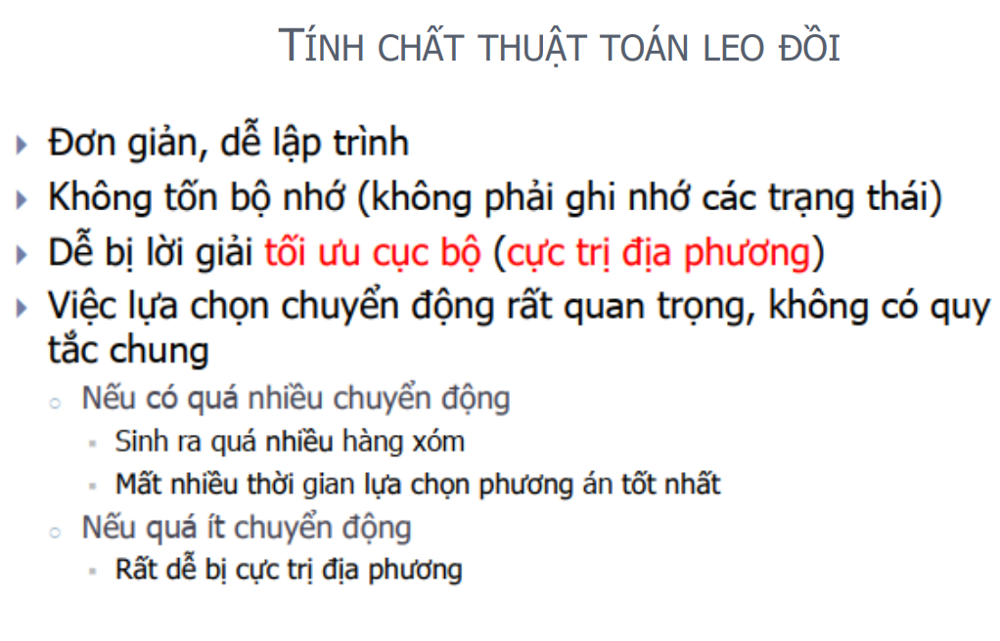 TÍNH CHẤT THUẬT TOÁN LEO ĐỒI
Đơn giản, dễ lập trình
Không tốn bộ nhớ (không phải ghi nhớ các trạng thái)
Dễ bị lời giải tối ưu cục bộ (cực trị địa phương)
Việc lựa chọn chuyển động rất quan trọng, không có quy
tắc chung
Nếu có quá nhiều chuyển động
Sinh ra quá nhiều hàng xóm
Mất nhiều thời gian lựa chọn phương án tốt nhất
Nếu quá ít chuyển động
Rất dễ bị cực trị địa phương